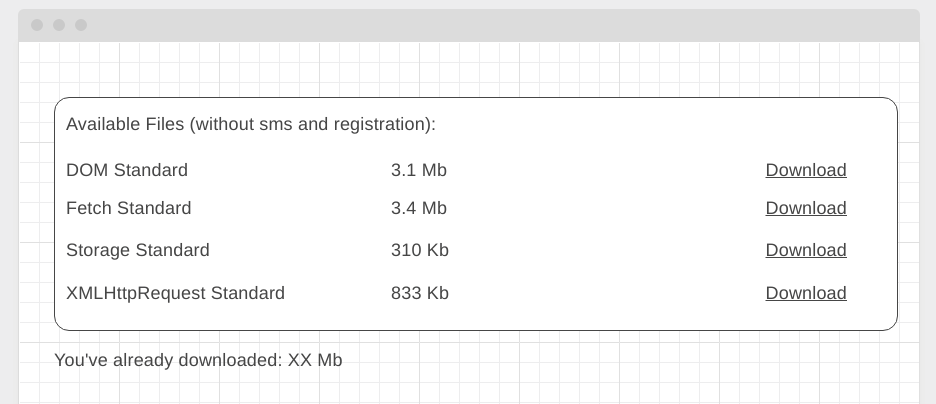 Available Files (without sms and registration):
DOM Standard 3.1 Mb Download
Fetch Standard 3.4 Mb Download
Storage Standard 310 Kb Download
XMLHttpRequest Standard 833 Kb Download
You've already downloaded: XX Mb